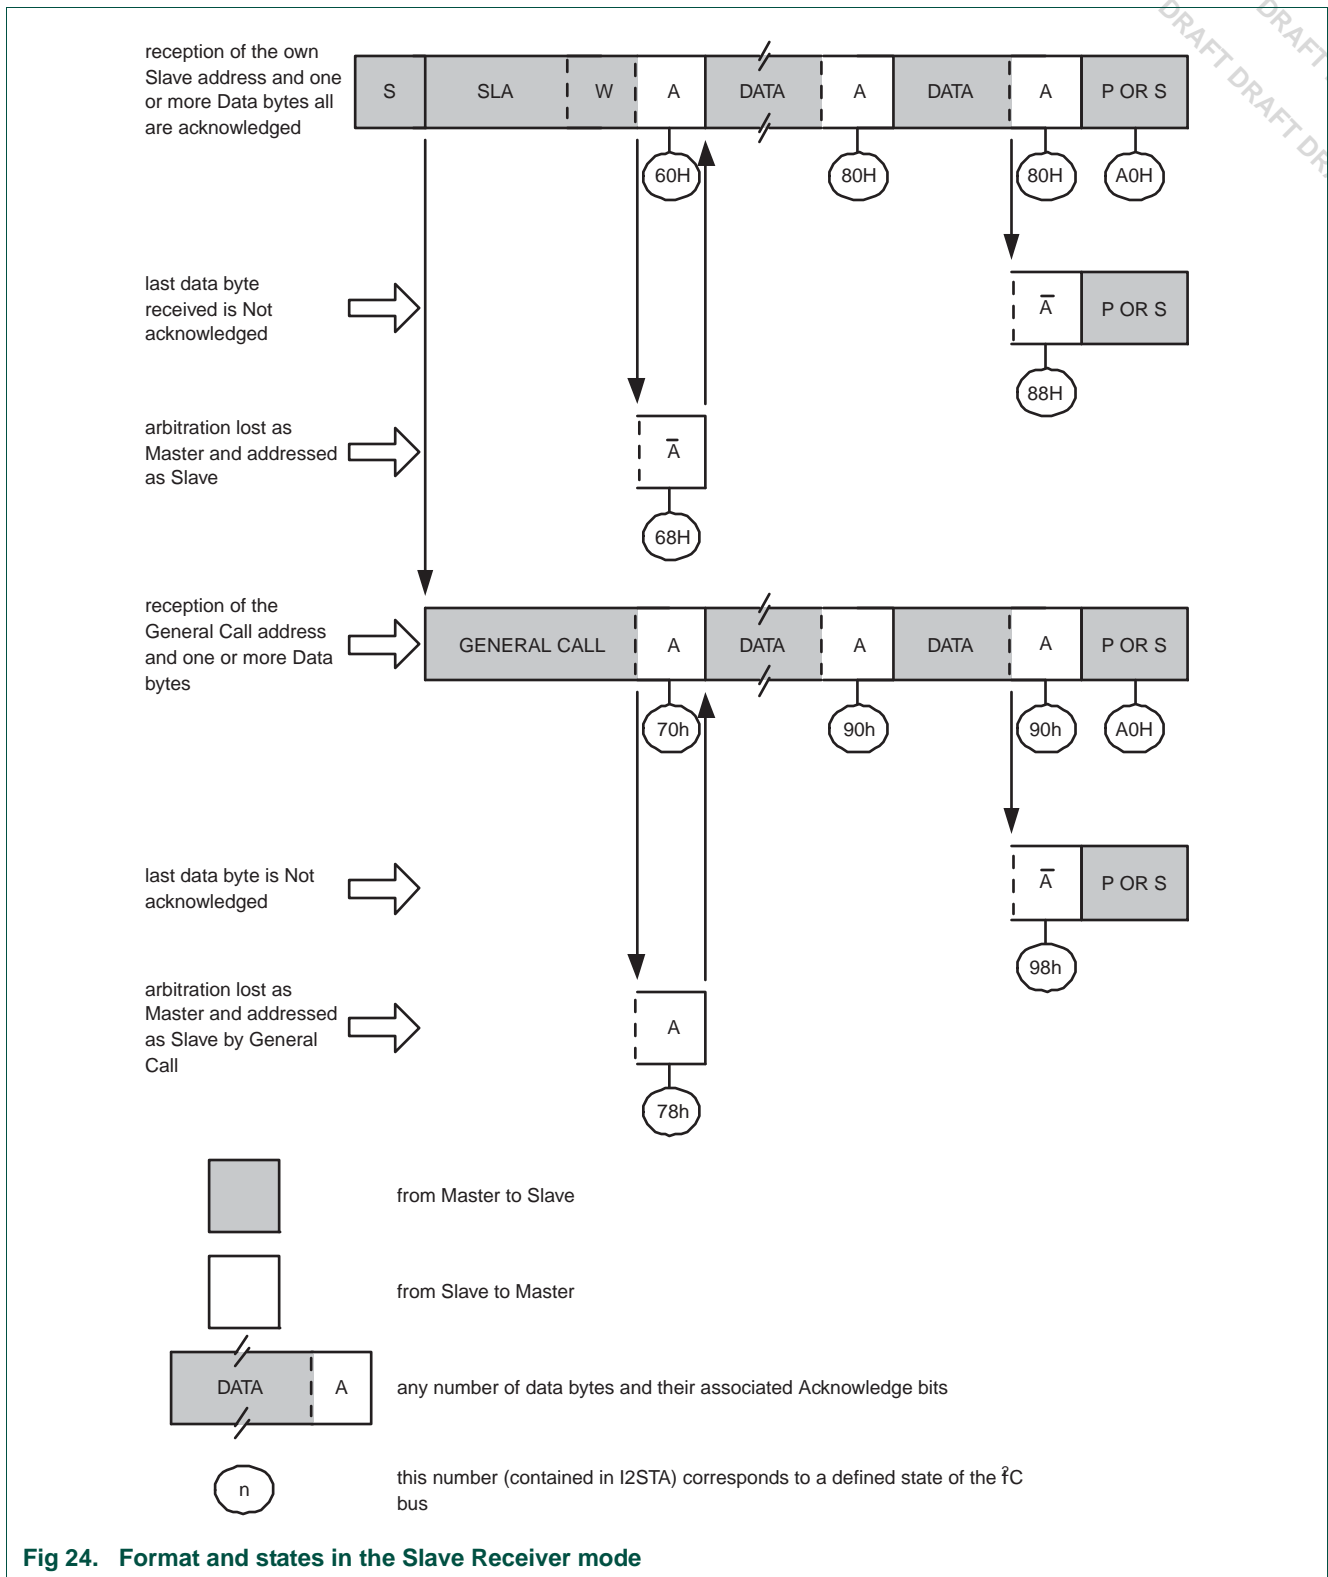 DRAFT DRAFT DRA
DRAFT
reception of the own
Slave address and one
or more Data bytes all
are acknowledged
S SLA W A DATA A DATA A P OR S
60H 80H 80H A0H
last data byte
received is Not
acknowledged
A̅ P OR S
88H
arbitration lost as
Master and addressed
as Slave
A̅
68H
reception of the
General Call address
and one or more Data
bytes
GENERAL CALL A DATA A DATA A P OR S
70h 90h 90h A0H
last data byte is Not
acknowledged
A̅ P OR S
98h
arbitration lost as
Master and addressed
as Slave by General
Call
A
78h
from Master to Slave
from Slave to Master
DATA A any number of data bytes and their associated Acknowledge bits
n this number (contained in I2STA) corresponds to a defined state of the I²C
bus
Fig 24. Format and states in the Slave Receiver mode